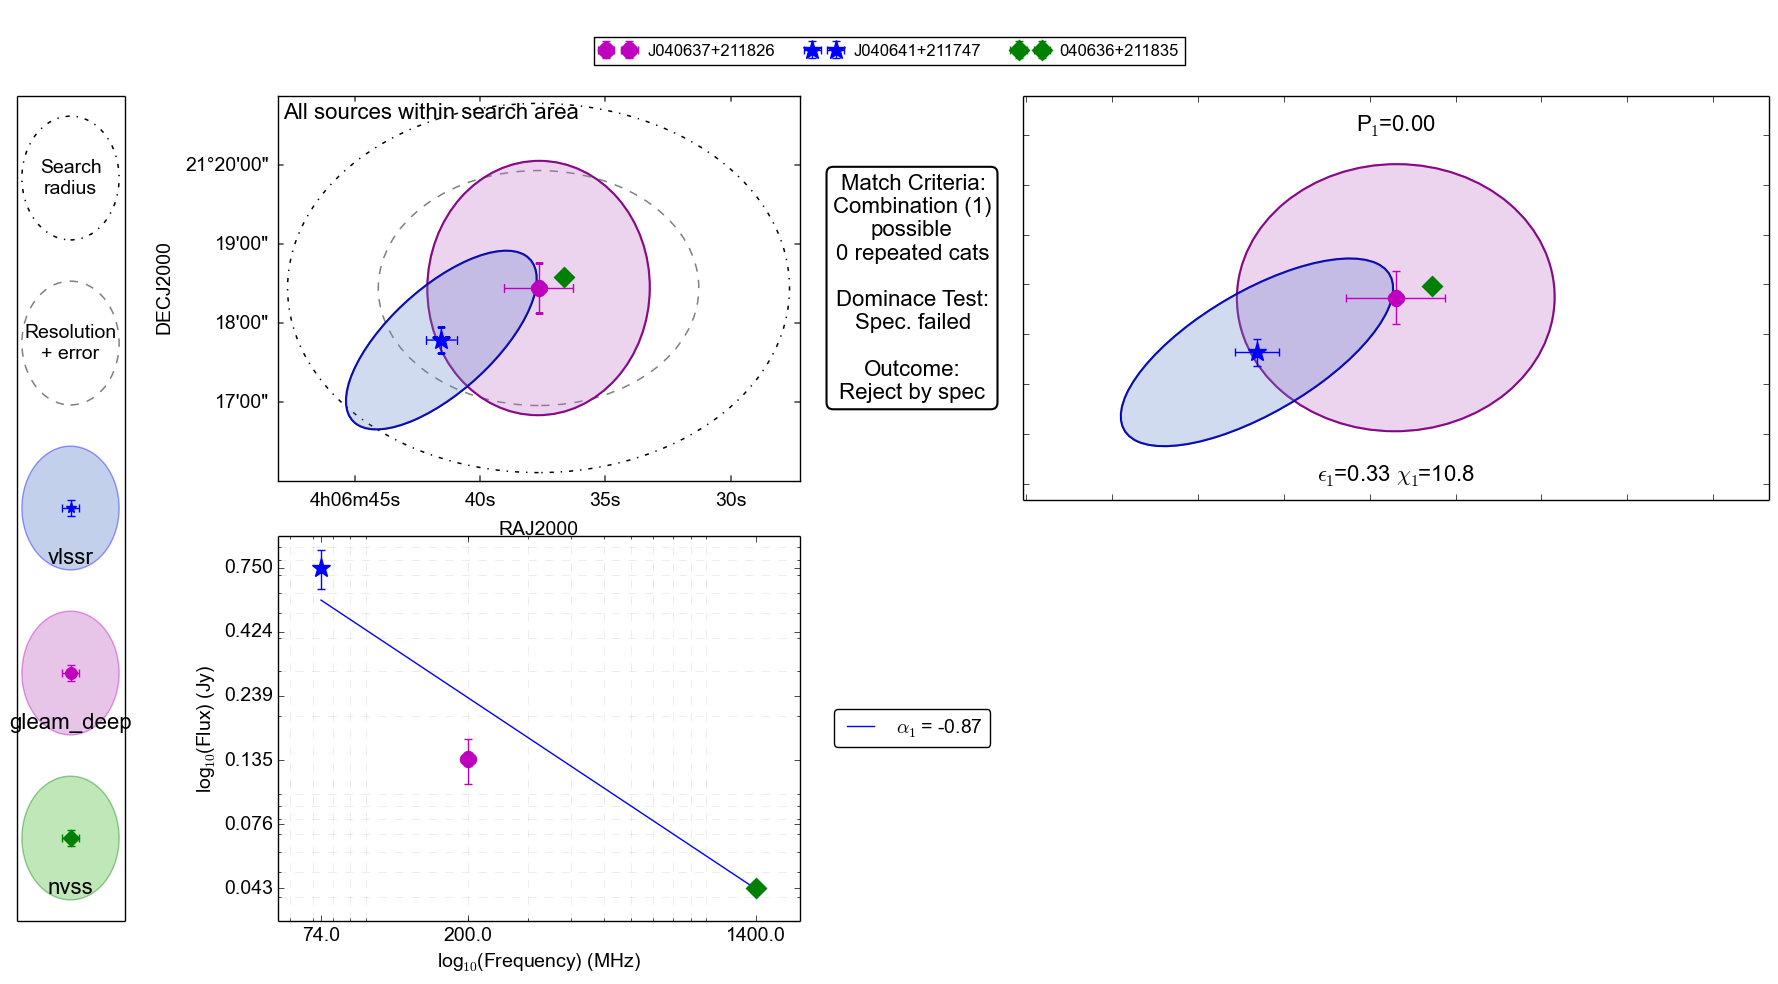 J040637+211826 J040641+211747 040636+211835
Search
radius
Resolution
+ error
vlssr
gleam_deep
nvss
All sources within search area
DECJ2000
21°20'00"
19'00"
18'00"
17'00"
4h06m45s 40s 35s 30s
RAJ2000
Match Criteria:
Combination (1)
possible
0 repeated cats
Dominace Test:
Spec. failed
Outcome:
Reject by spec
P₁=0.00
ϵ₁=0.33 χ₁=10.8
log₁₀(Flux) (Jy)
0.750
0.424
0.239
0.135
0.076
0.043
74.0 200.0 1400.0
log₁₀(Frequency) (MHz)
α₁ = -0.87